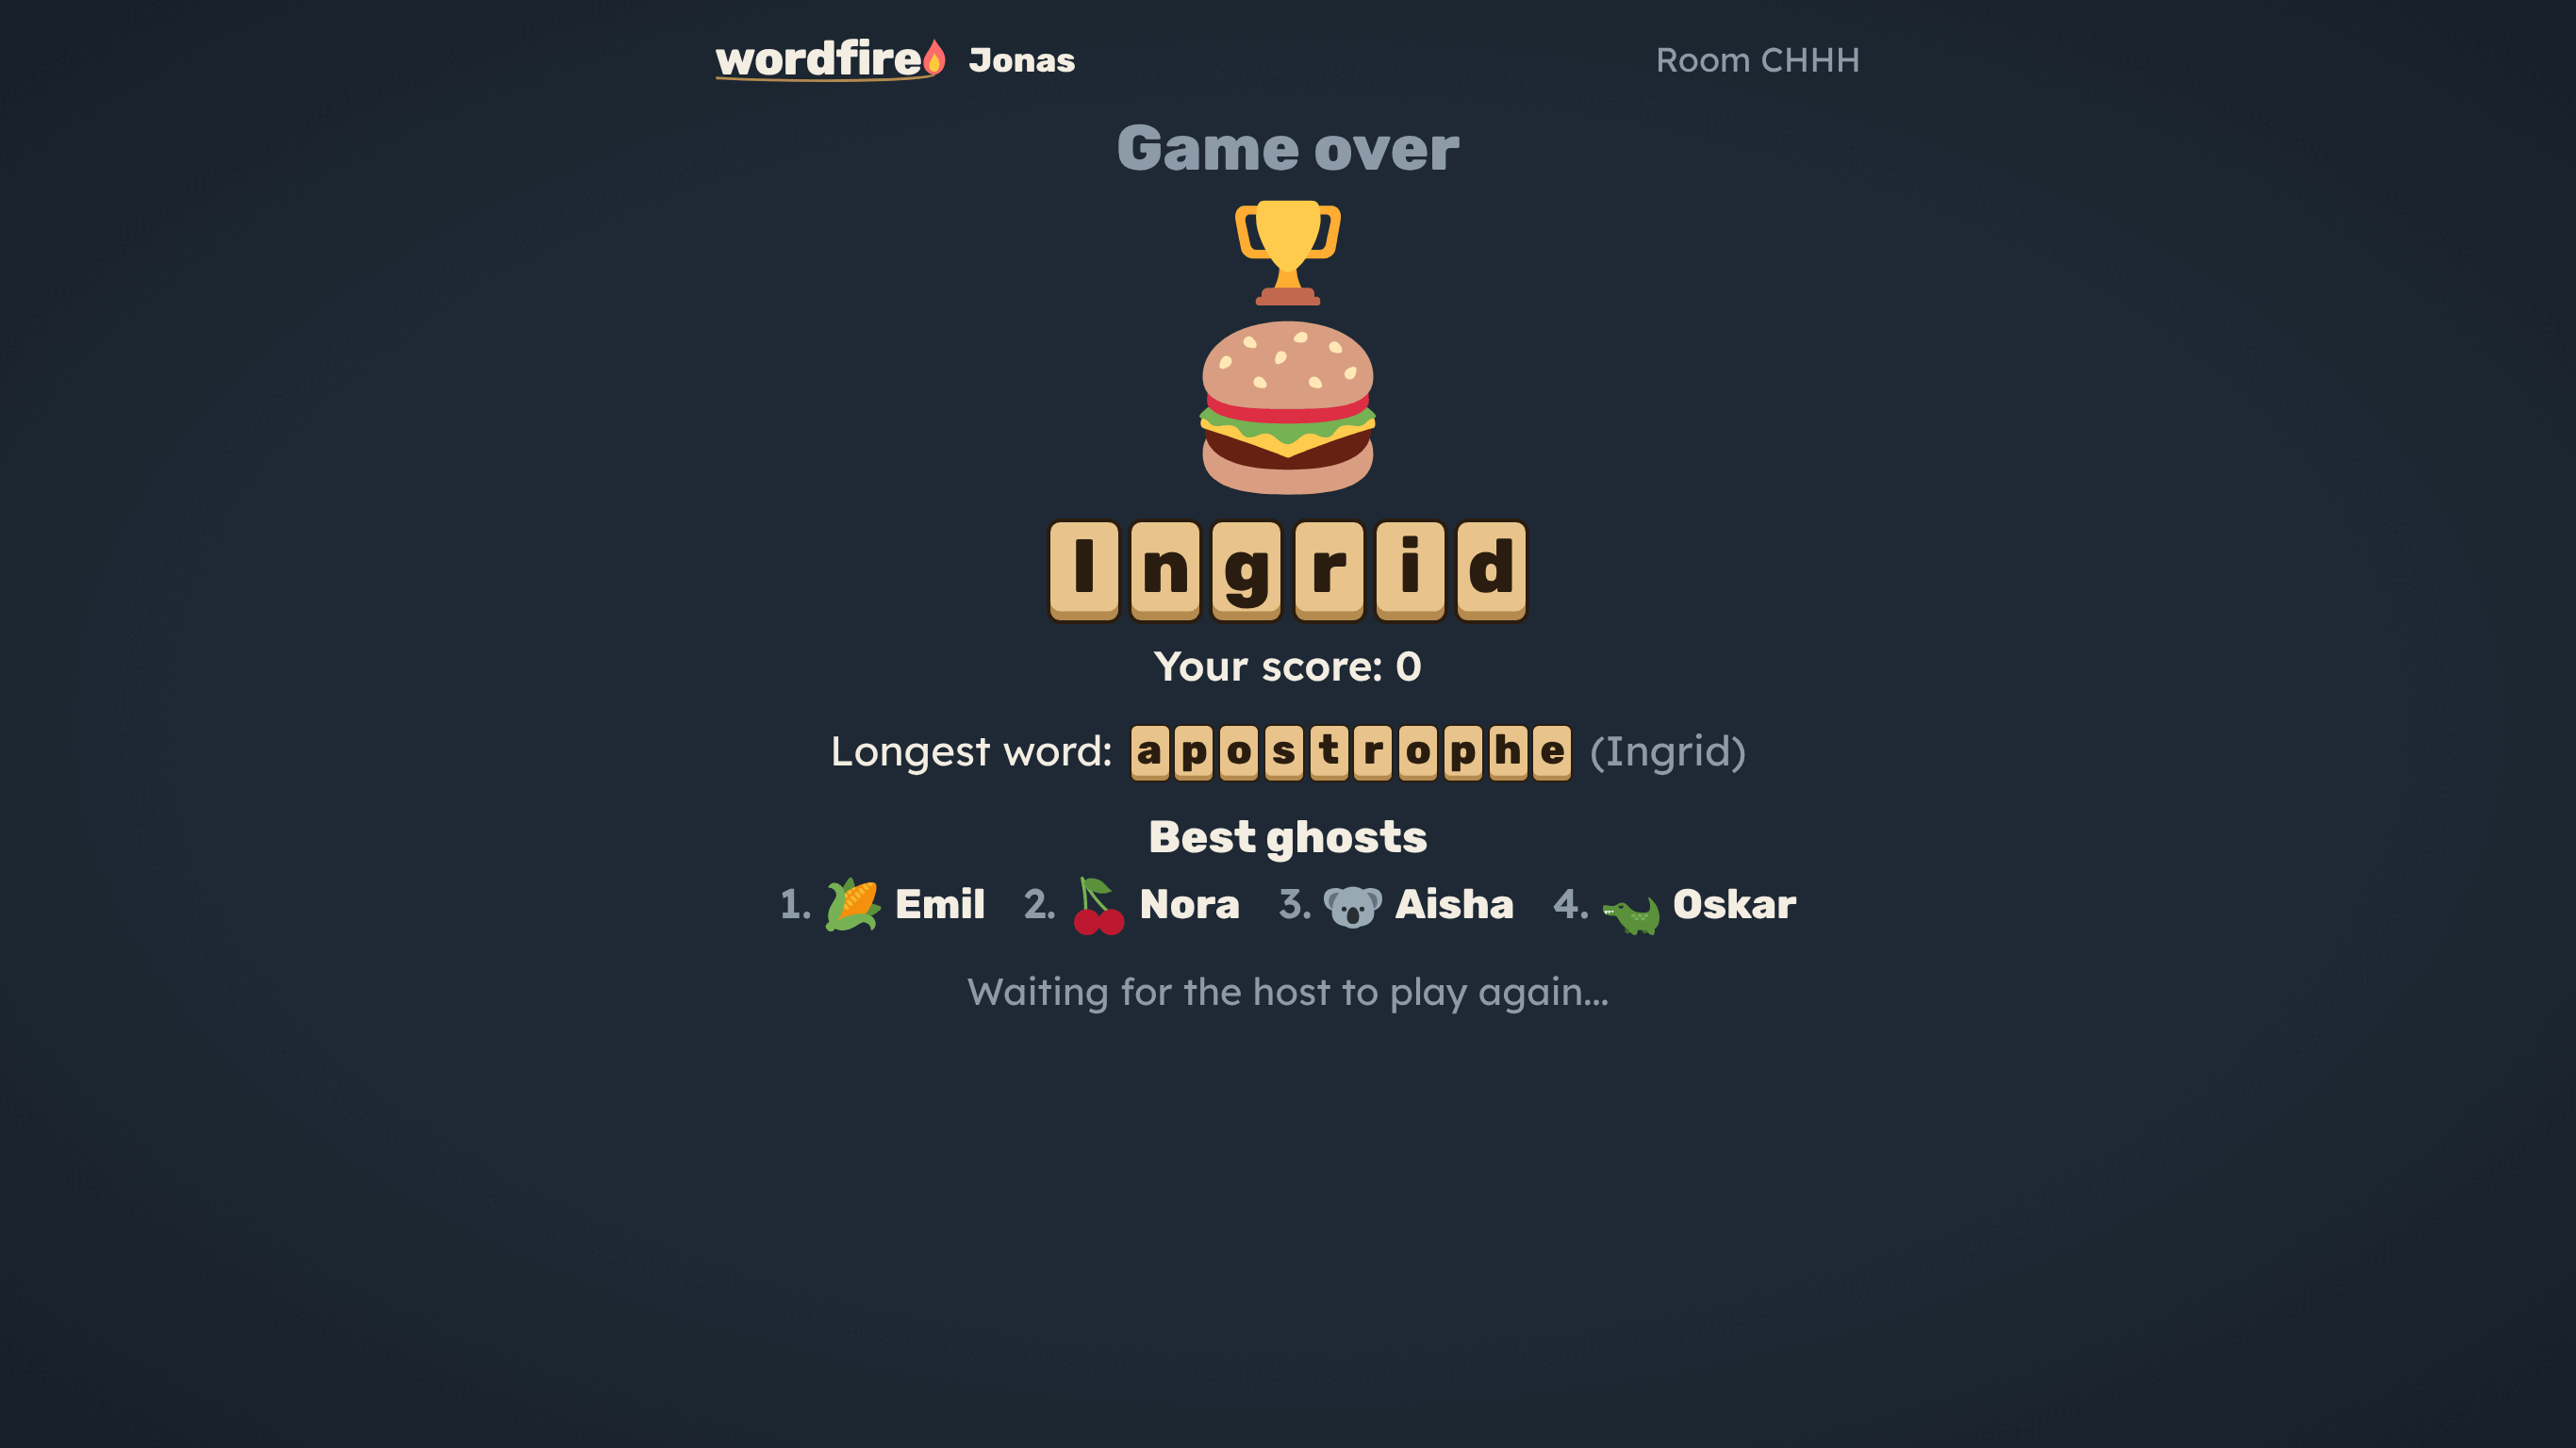 wordfire Jonas Room CHHH
Game over
Ingrid
Your score: 0
Longest word: apostrophe (Ingrid)
Best ghosts
1. Emil 2. Nora 3. Aisha 4. Oskar
Waiting for the host to play again...